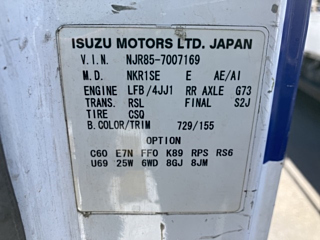 ISUZU MOTORS LTD. JAPAN
V.I.N. NJR85-7007169
M.D. NKR1SE E AE/AI
ENGINE LFB/4JJ1 RR AXLE G73
TRANS. RSL FINAL S2J
TIRE CSQ
B.COLOR/TRIM 729/155
OPTION
C60 E7N FF0 K89 RPS RS6
U69 25W 6WD 8GJ 8JM